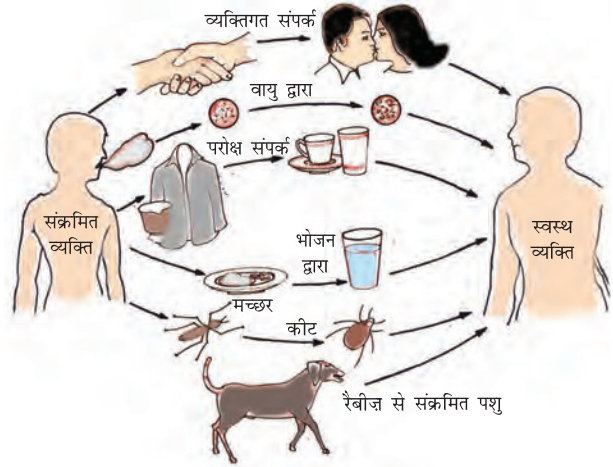 व्यक्तिगत संपर्क
वायु द्वारा
परोक्ष संपर्क
संक्रमित
व्यक्ति
स्वस्थ
व्यक्ति
भोजन
द्वारा
मच्छर
कीट
रैबीज़ से संक्रमित पशु